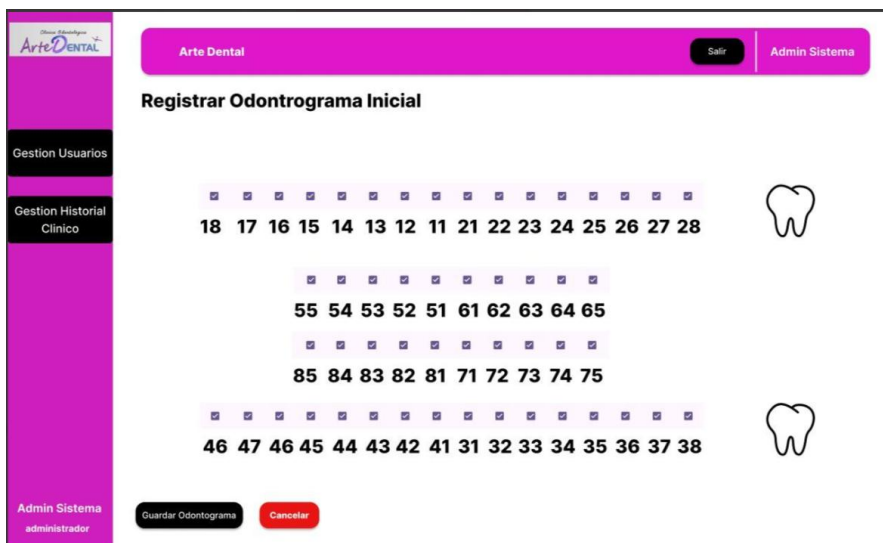 Arte DENTAL
Arte Dental
Salir
Admin Sistema
Registrar Odontrograma Inicial
Gestion Usuarios
Gestion Historial
Clinico
18 17 16 15 14 13 12 11 21 22 23 24 25 26 27 28
55 54 53 52 51 61 62 63 64 65
85 84 83 82 81 71 72 73 74 75
46 47 46 45 44 43 42 41 31 32 33 34 35 36 37 38
Admin Sistema
administrador
Guardar Odontograma
Cancelar